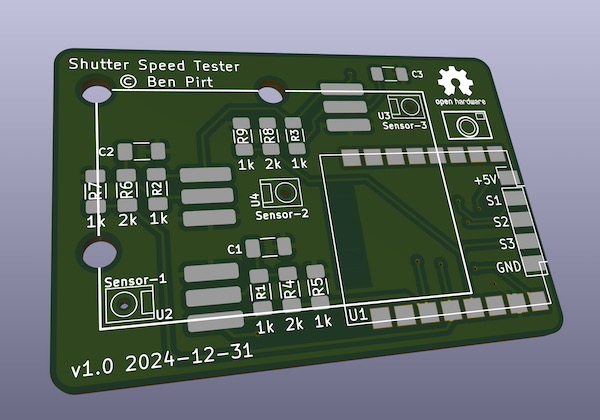 Shutter Speed Tester
© Ben Pirt
C3
open hardware
U3
Sensor-3
R9 R8 R3
1k 2k 1k
C2
R7 R6 R2
1k 2k 1k
U4
Sensor-2
+5V
S1
S2
S3
GND
C1
Sensor-1
U2
R1 R4 R5
1k 2k 1k
U1
v1.0 2024-12-31